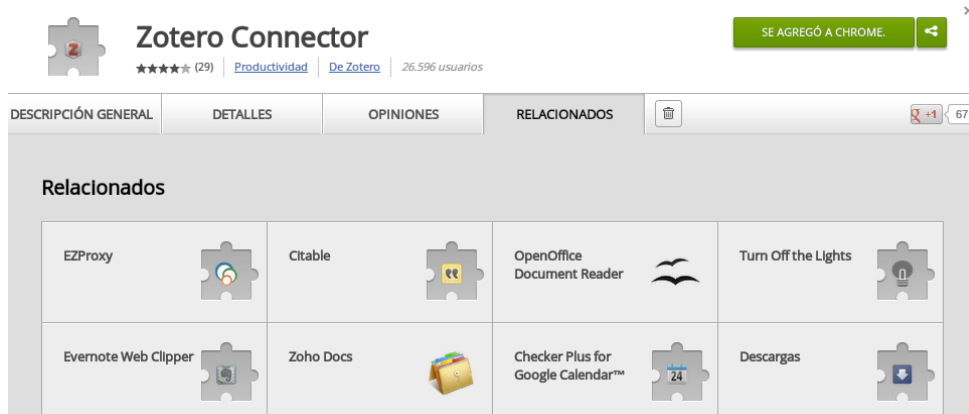 Zotero Connector
(29) Productividad De Zotero 26.596 usuarios
SE AGREGÓ A CHROME.
DESCRIPCIÓN GENERAL DETALLES OPINIONES RELACIONADOS
g +1 67
Relacionados
EZProxy
Citable
OpenOffice
Document Reader
Turn Off the Lights
Evernote Web Clipper
Zoho Docs
Checker Plus for
Google Calendar™
24
Descargas